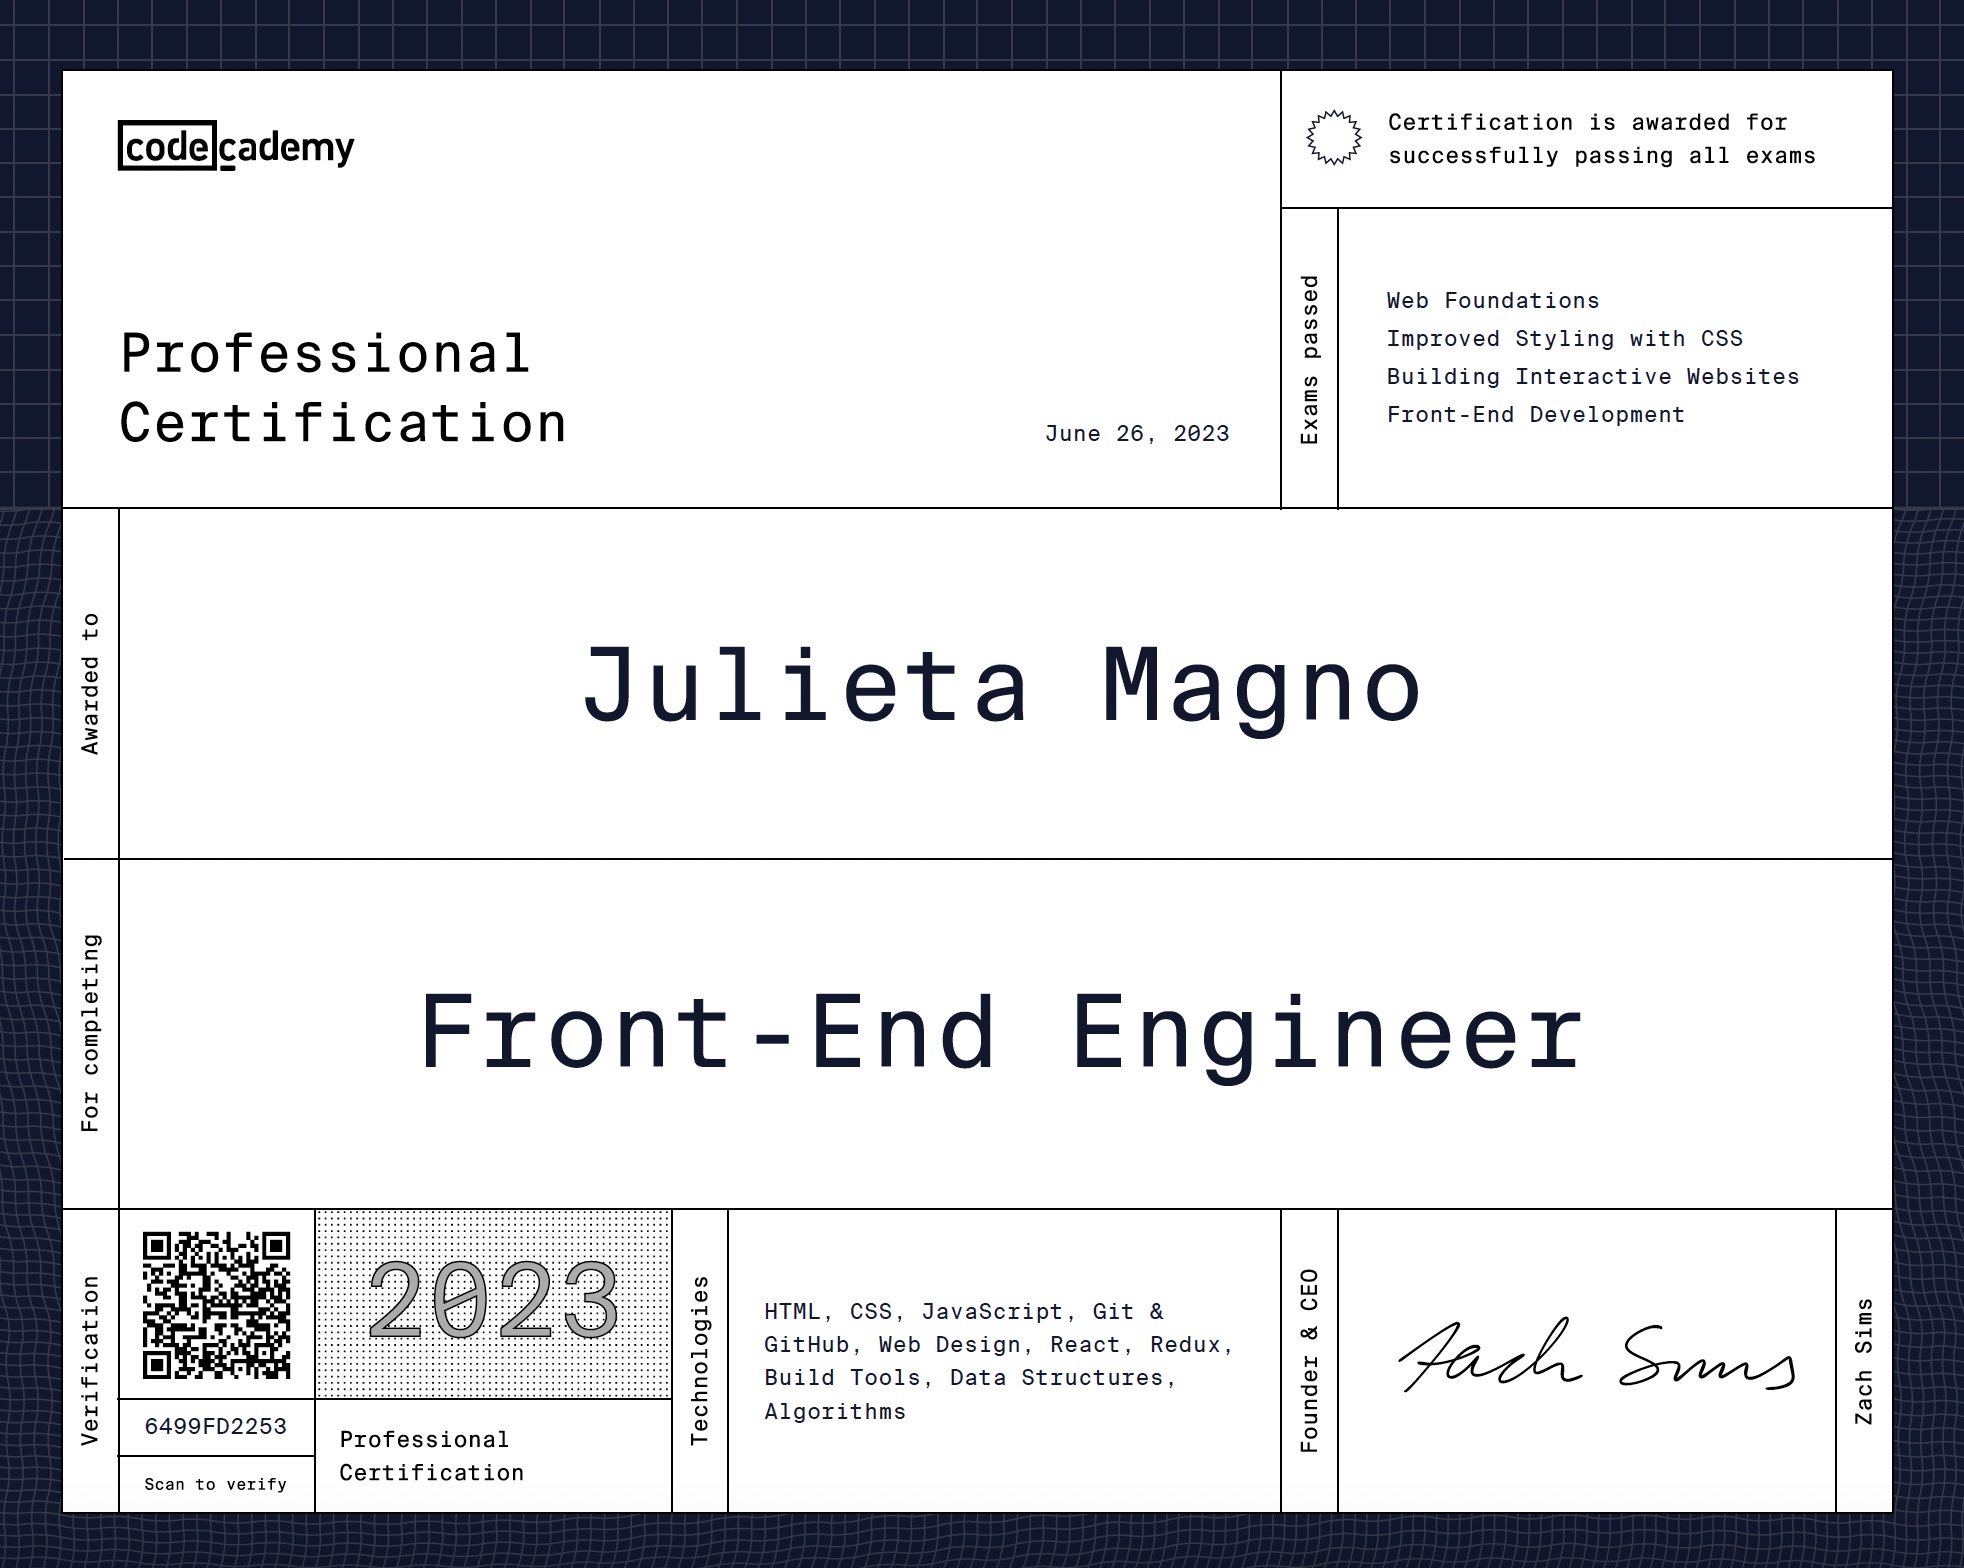 codecademy
Professional
Certification
June 26, 2023
Certification is awarded for
successfully passing all exams
Exams passed
Web Foundations
Improved Styling with CSS
Building Interactive Websites
Front-End Development
Awarded to
Julieta Magno
For completing
Front-End Engineer
Verification
6499FD2253
Scan to verify
2023
Professional
Certification
Technologies
HTML, CSS, JavaScript, Git &
GitHub, Web Design, React, Redux,
Build Tools, Data Structures,
Algorithms
Founder & CEO
Zach Sims
Zach Sims